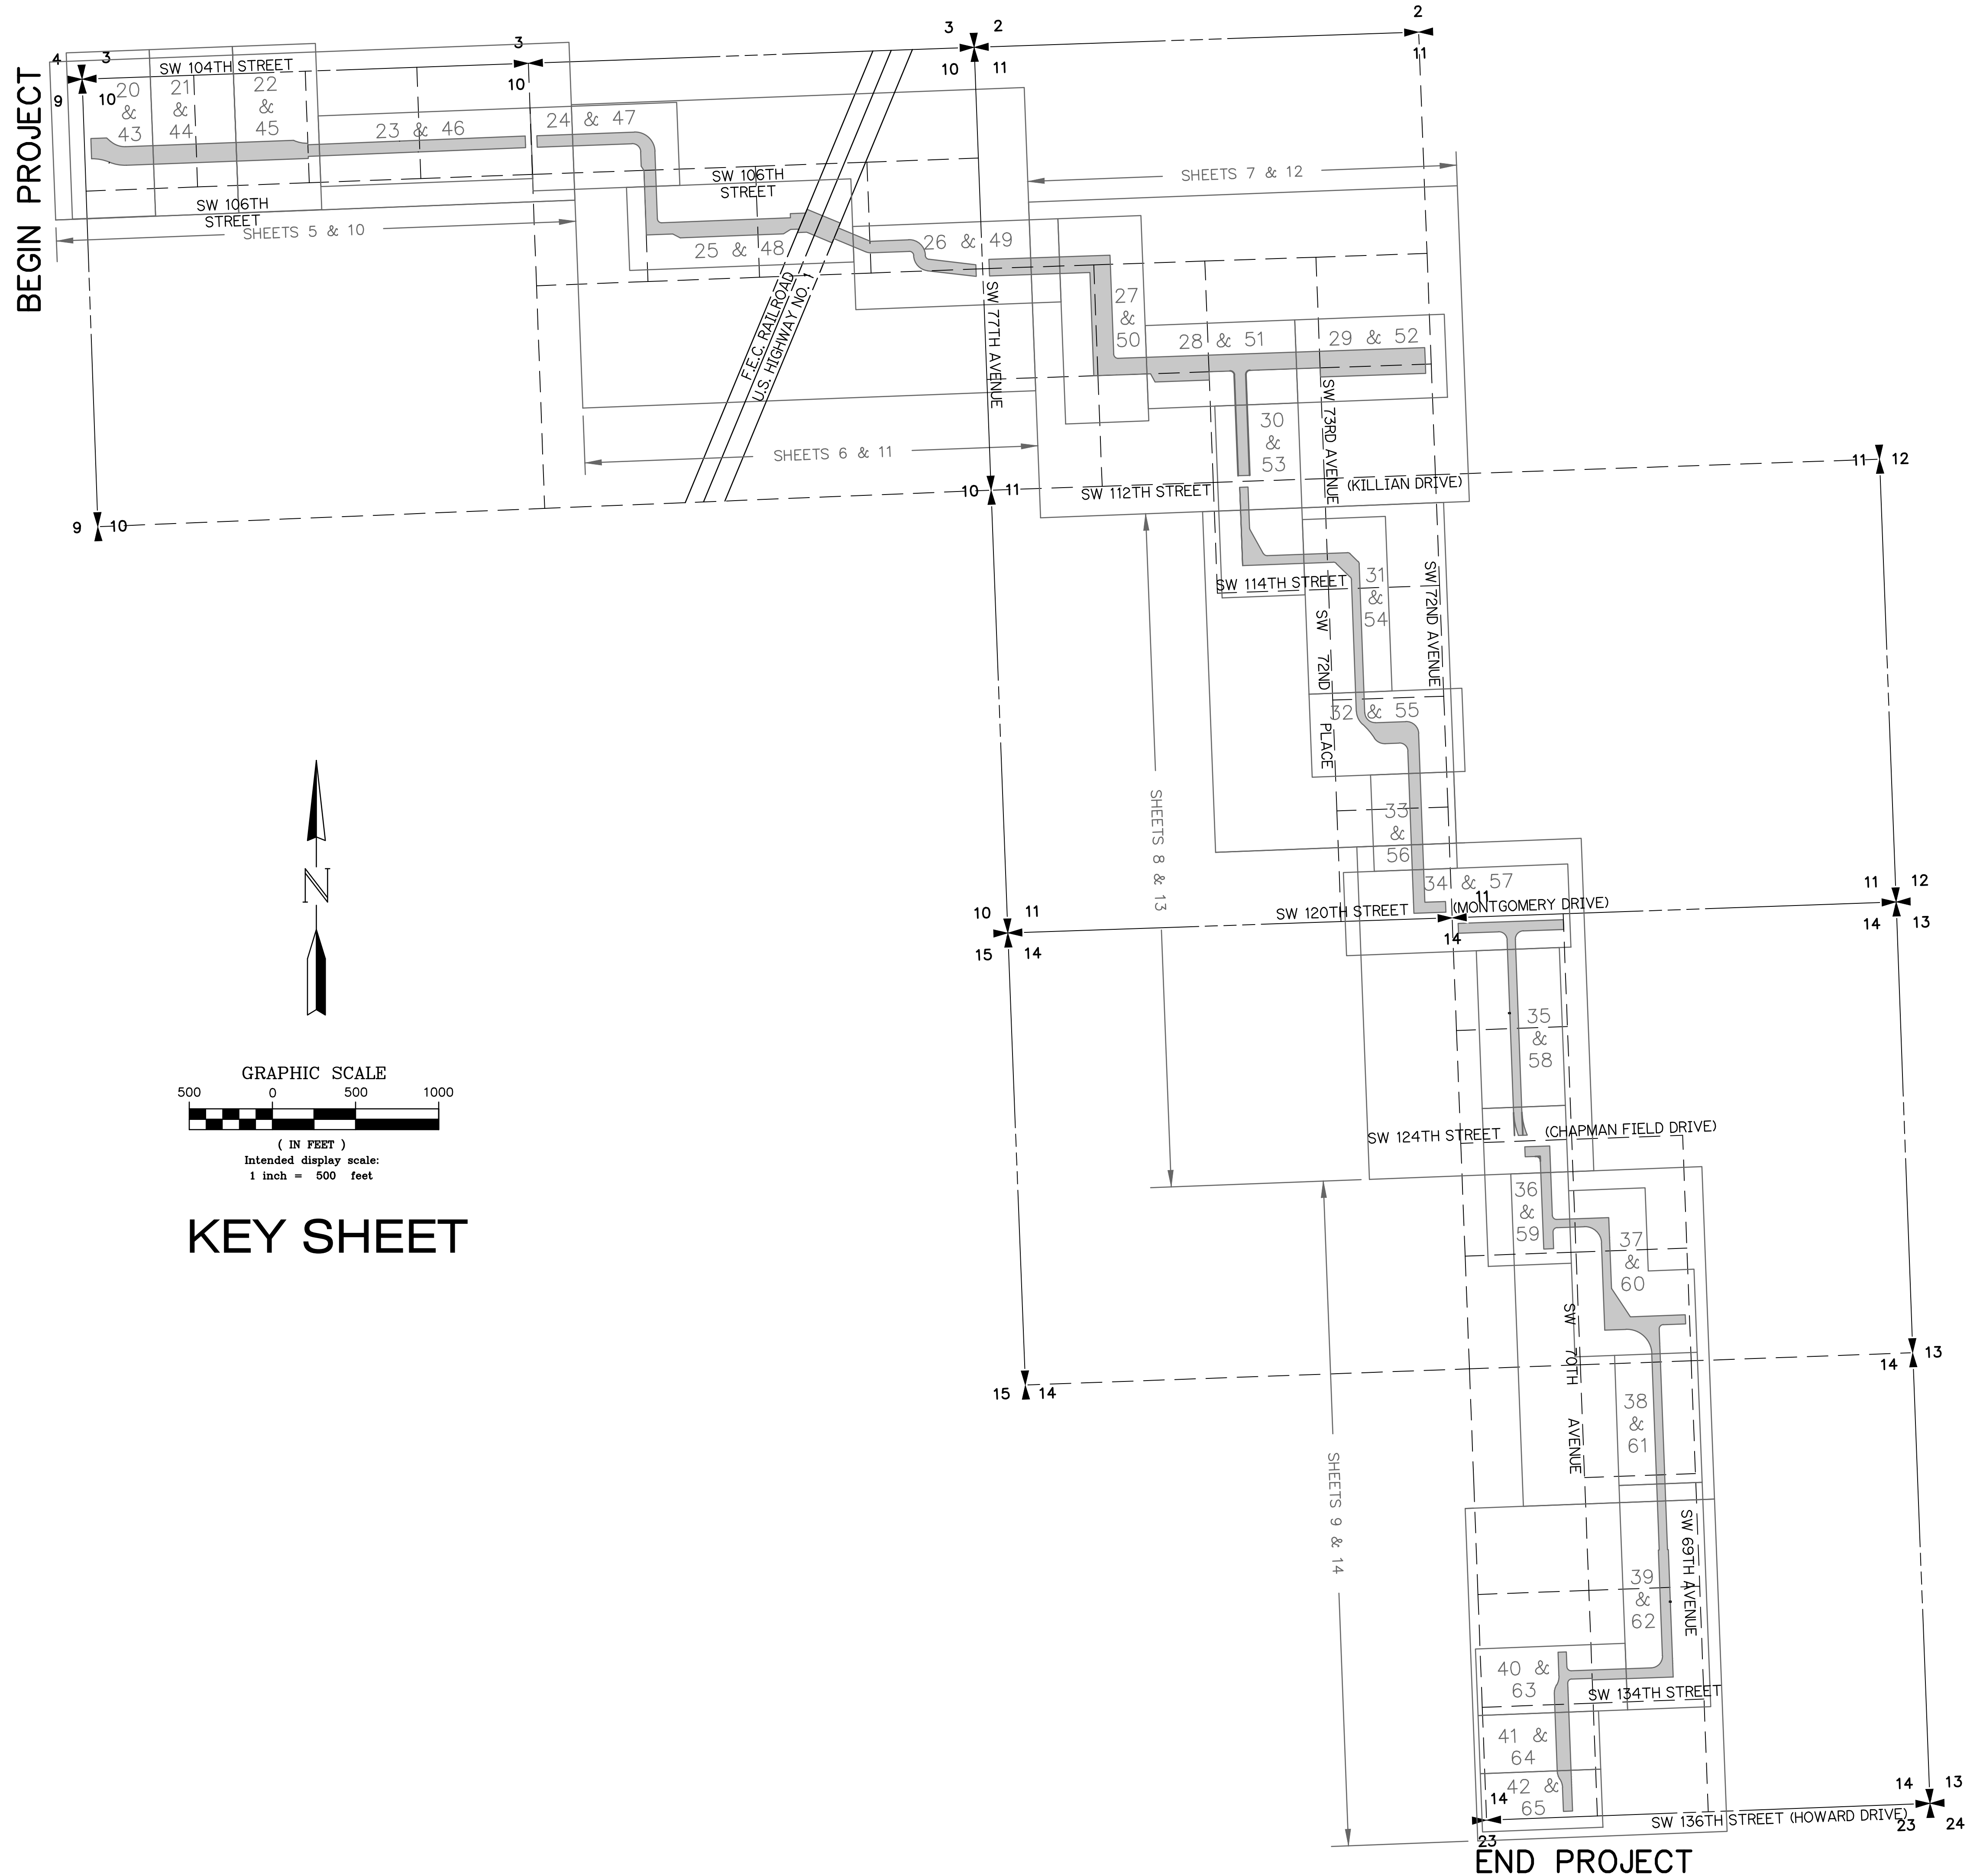 BEGIN PROJECT
4
3
9
10
SW 104TH STREET
3
10
3
2
10
11
2
11
20
&
43
21
&
44
22
&
45
23 & 46
24 & 47
SW 106TH
STREET
SHEETS 5 & 10
SW 106TH
STREET
25 & 48
26 & 49
F.E.C. RAILROAD
U.S. HIGHWAY NO. 1
SW 77TH AVENUE
SHEETS 7 & 12
27
&
50
28 & 51
29 & 52
30
&
53
SW 73RD AVENUE
SHEETS 6 & 11
9
10
10
11
SW 112TH STREET
(KILLIAN DRIVE)
11
12
31
&
54
SW 114TH STREET
SW 72ND PLACE
SW 72ND AVENUE
32 & 55
33
&
56
SHEETS 8 & 13
34 & 57
10
11
15
14
SW 120TH STREET
(MONTGOMERY DRIVE)
11
14
11
12
14
13
35
&
58
SW 124TH STREET
(CHAPMAN FIELD DRIVE)
36
&
59
37
&
60
SW 70TH AVENUE
15
14
14
13
38
&
61
SHEETS 9 & 14
39
&
62
SW 69TH AVENUE
40 &
63
SW 134TH STREET
41 &
64
42 &
65
14
23
SW 136TH STREET (HOWARD DRIVE)
14
13
23
24
END PROJECT
N
GRAPHIC SCALE
500 0 500 1000
( IN FEET )
Intended display scale:
1 inch = 500 feet
KEY SHEET